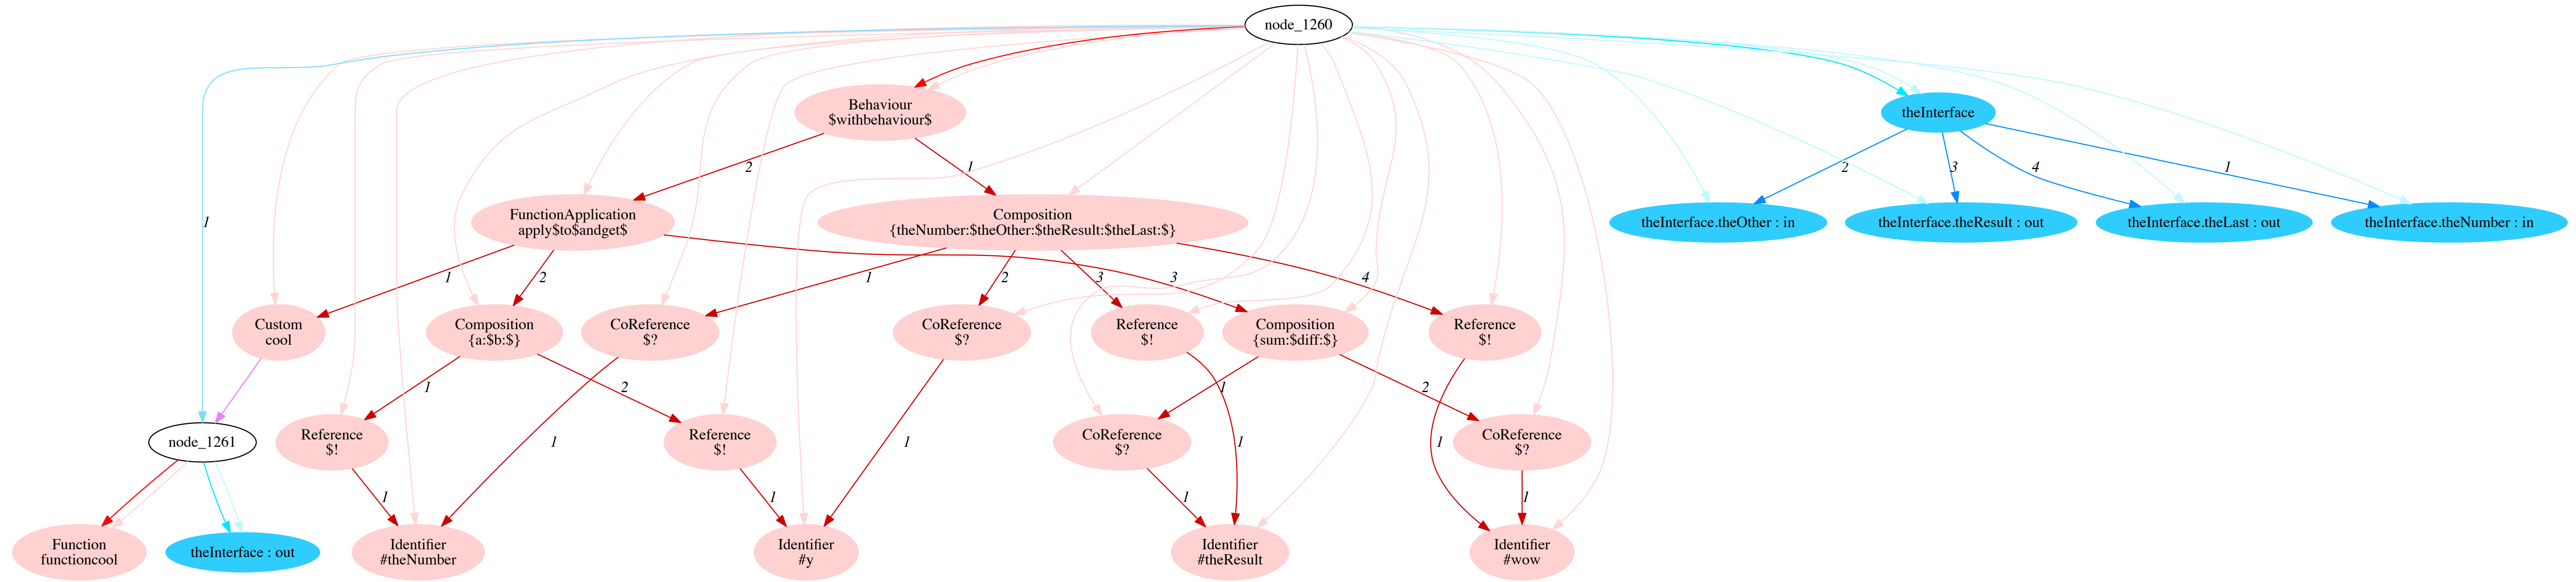 node_1260
Behaviour
$withbehaviour$
theInterface
1
2
1
2
3
4
1
FunctionApplication
apply$to$andget$
Composition
{theNumber:$theOther:$theResult:$theLast:$}
theInterface.theOther : in
theInterface.theResult : out
theInterface.theLast : out
theInterface.theNumber : in
1
2
1
2
3
3
4
Custom
cool
Composition
{a:$b:$}
CoReference
$?
CoReference
$?
Reference
$!
Composition
{sum:$diff:$}
Reference
$!
1
2
1
2
node_1261
Reference
$!
1
Reference
$!
1
CoReference
$?
1
1
CoReference
$?
1
1
1
1
Function
functioncool
theInterface : out
Identifier
#theNumber
Identifier
#y
Identifier
#theResult
Identifier
#wow